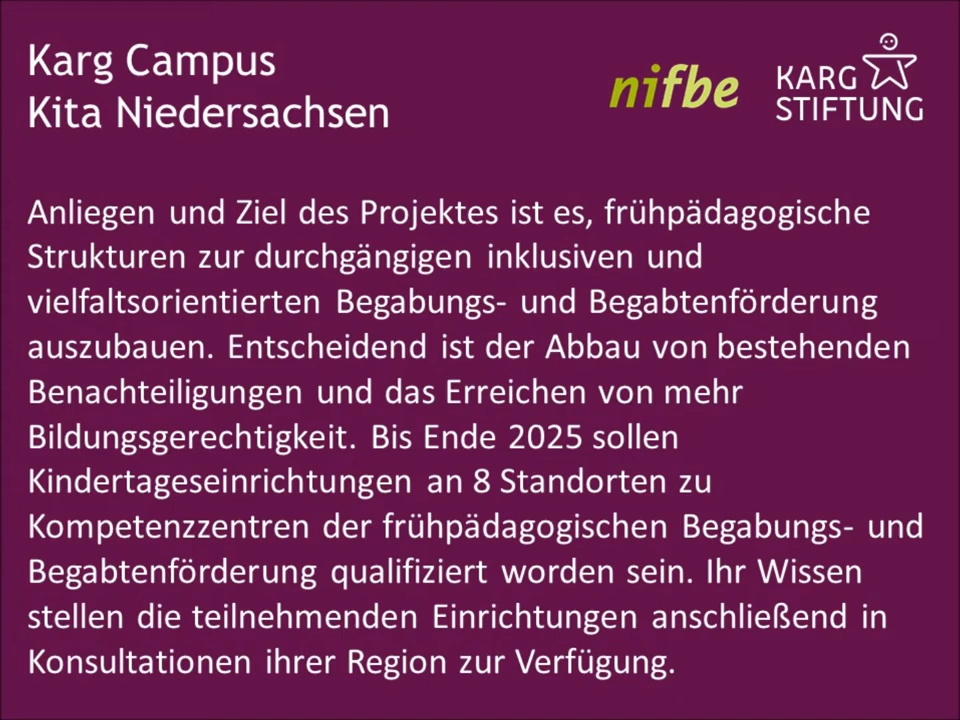 Karg Campus
Kita Niedersachsen
nifbe
KARG
STIFTUNG
Anliegen und Ziel des Projektes ist es, frühpädagogische
Strukturen zur durchgängigen inklusiven und
vielfaltsorientierten Begabungs- und Begabtenförderung
auszubauen. Entscheidend ist der Abbau von bestehenden
Benachteiligungen und das Erreichen von mehr
Bildungsgerechtigkeit. Bis Ende 2025 sollen
Kindertageseinrichtungen an 8 Standorten zu
Kompetenzzentren der frühpädagogischen Begabungs- und
Begabtenförderung qualifiziert worden sein. Ihr Wissen
stellen die teilnehmenden Einrichtungen anschließend in
Konsultationen ihrer Region zur Verfügung.